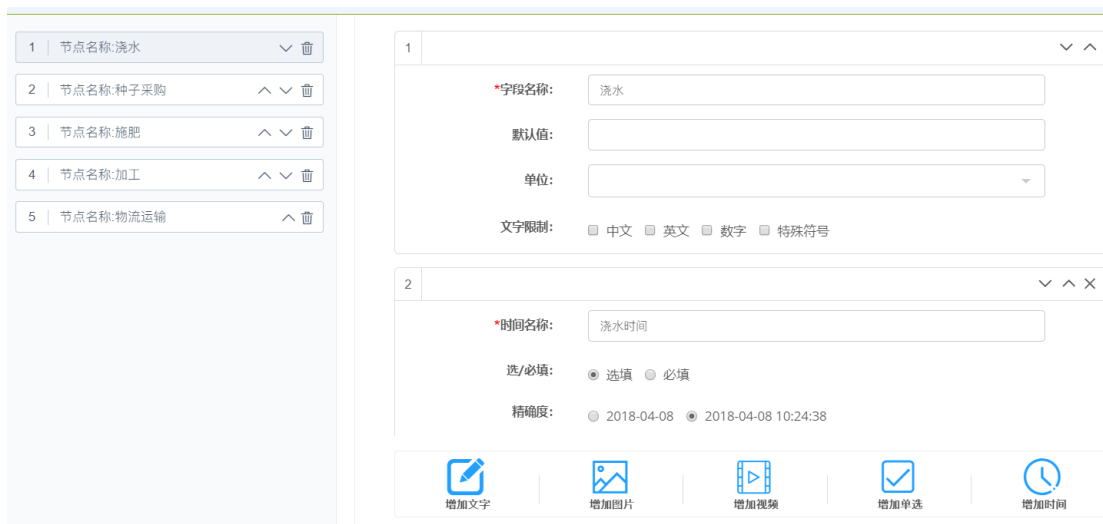 1 节点名称:浇水
2 节点名称:种子采购
3 节点名称:施肥
4 节点名称:加工
5 节点名称:物流运输
1
*字段名称: 浇水
默认值:
单位:
文字限制: 中文 英文 数字 特殊符号
2
*时间名称: 浇水时间
选/必填: 选填 必填
精确度: 2018-04-08 2018-04-08 10:24:38
增加文字 增加图片 增加视频 增加单选 增加时间